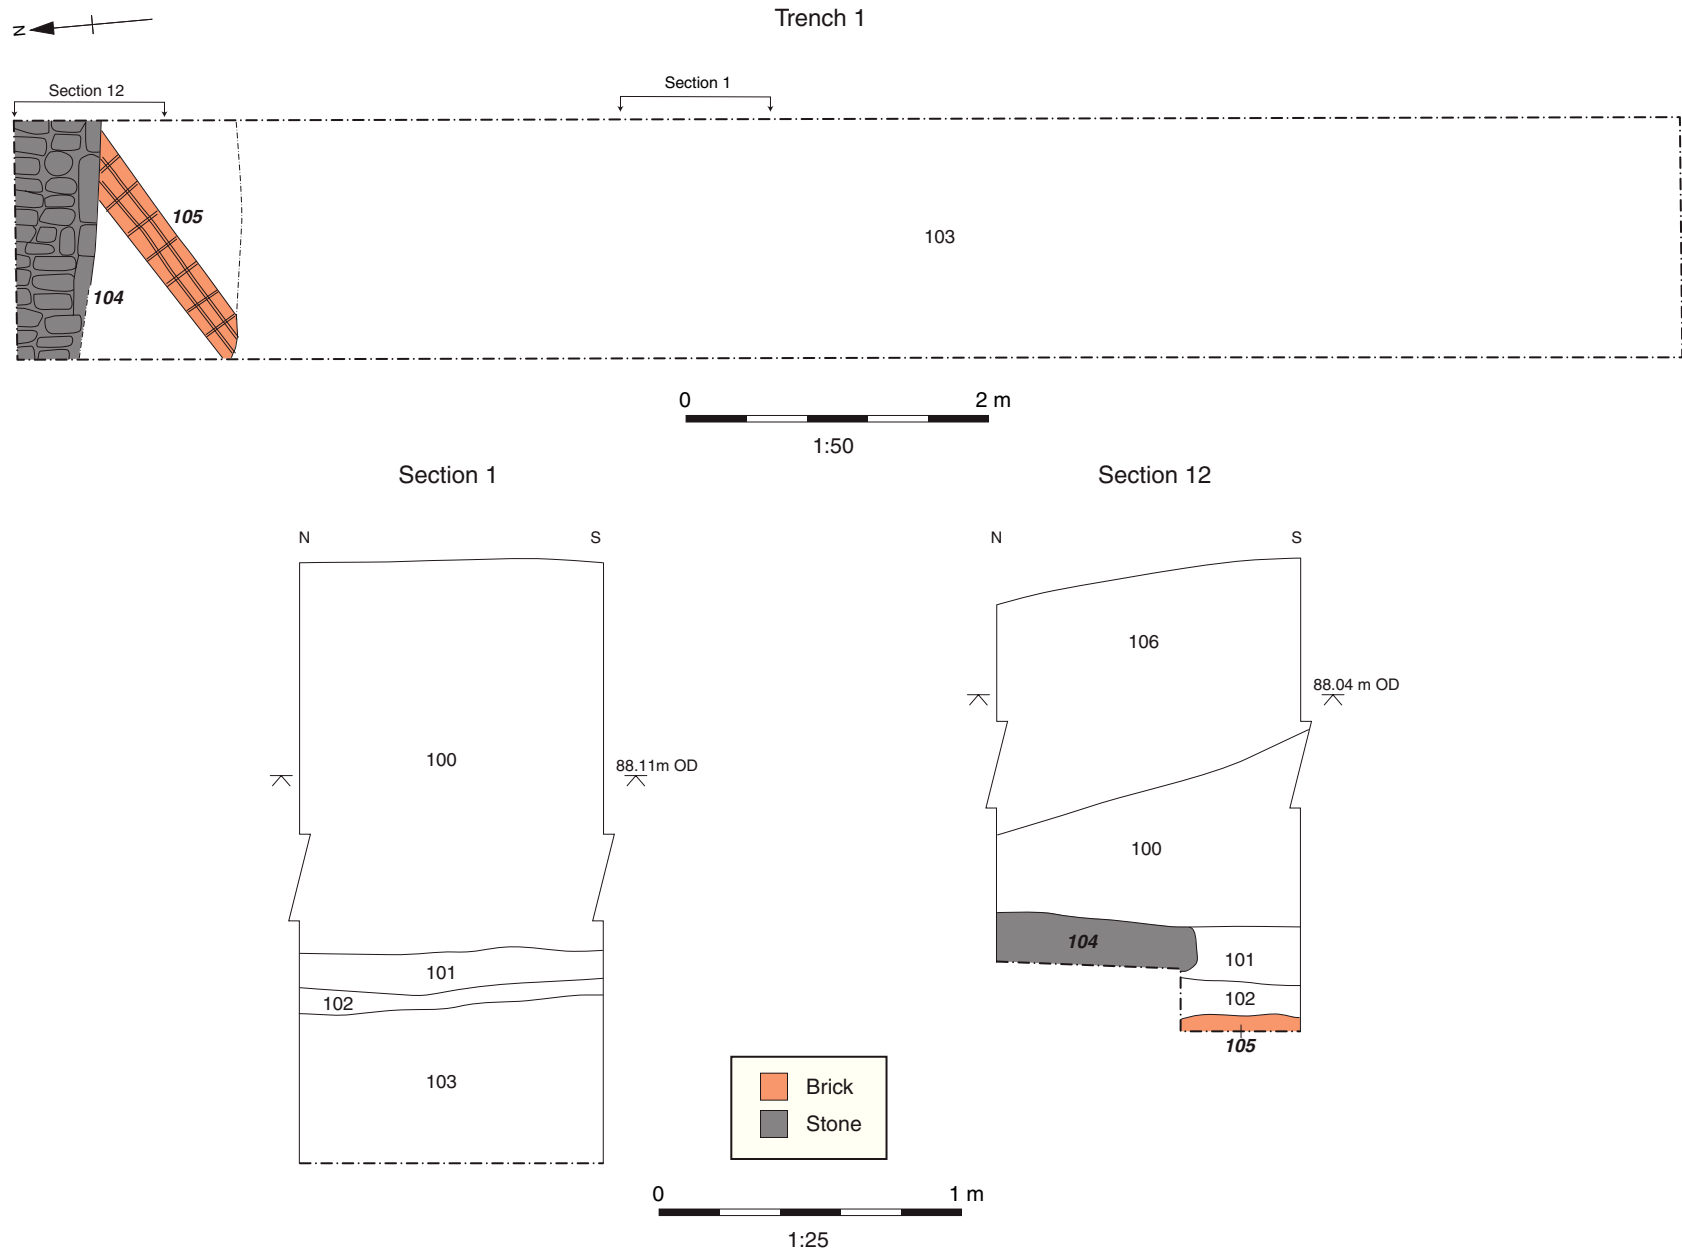 Trench 1
N
Section 12
Section 1
105
103
104
0 2 m
1:50
Section 1
N S
100
88.11m OD
101
102
103
Section 12
N S
106
88.04 m OD
100
104
101
102
105
Brick
Stone
0 1 m
1:25